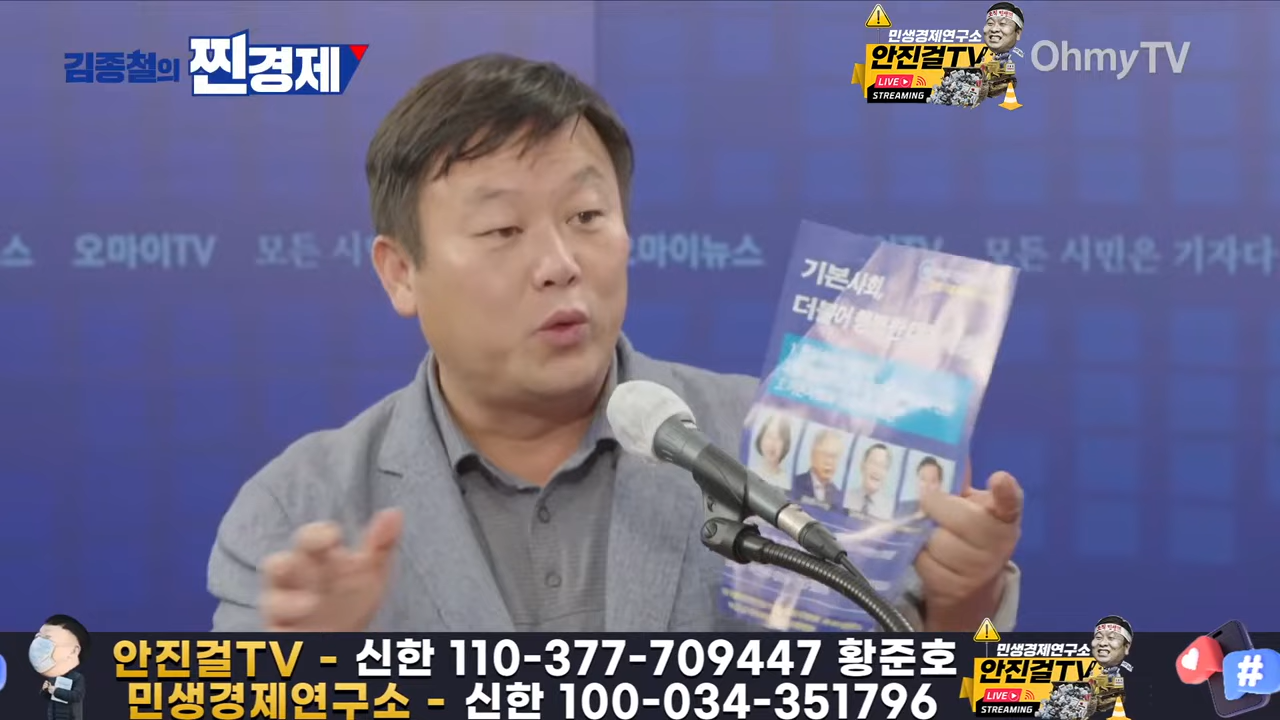 김종철의 찐경제
민생경제연구소
안진걸TV
LIVE
STREAMING
OhmyTV
스 오마이TV 모든 시
오마이뉴스
모든 시민은 기자다
기본사회,
더불어
안진걸TV - 신한 110-377-709447 황준호
민생경제연구소 - 신한 100-034-351796
민생경제연구소
안진걸TV
LIVE
STREAMING
#